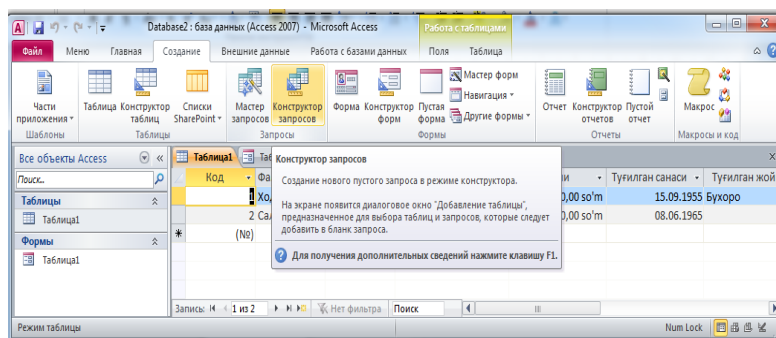 Database2 : база данных (Access 2007) - Microsoft Access
Работа с таблицами
Файл Меню Главная Создание Внешние данные Работа с базами данных Поля Таблица
Части приложения
Таблица
Конструктор таблиц
Списки SharePoint
Мастер запросов
Конструктор запросов
Форма
Конструктор форм
Пустая форма
Мастер форм
Навигация
Другие формы
Отчет
Конструктор отчетов
Пустой отчет
Макрос
Шаблоны Таблицы Запросы Формы Отчеты Макросы и код
Все объекты Access
Поиск...
Таблицы
Таблица1
Формы
Таблица1
Таблица1
Код
Туғилган санаси Туғилган жой
1 15.09.1955 Бухоро
2 0,00 so'm 08.06.1965
(№)
Конструктор запросов
Создание нового пустого запроса в режиме конструктора.
На экране появится диалоговое окно "Добавление таблицы",
предназначенное для выбора таблиц и запросов, которые следует
добавить в бланк запроса.
Для получения дополнительных сведений нажмите клавишу F1.
Запись: 1 из 2 Нет фильтра Поиск
Режим таблицы Num Lock